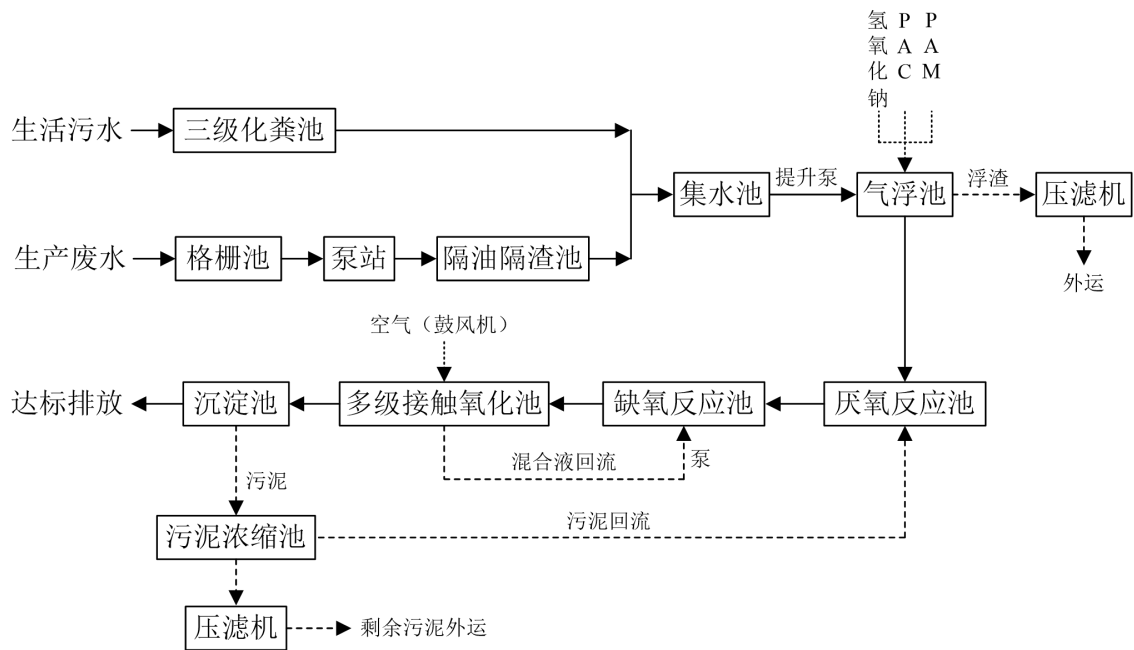 氢氧化钠
PAC
PAM
生活污水
三级化粪池
集水池
提升泵
气浮池
浮渣
压滤机
外运
生产废水
格栅池
泵站
隔油隔渣池
空气（鼓风机）
达标排放
沉淀池
多级接触氧化池
缺氧反应池
厌氧反应池
混合液回流
泵
污泥
污泥浓缩池
污泥回流
压滤机
剩余污泥外运